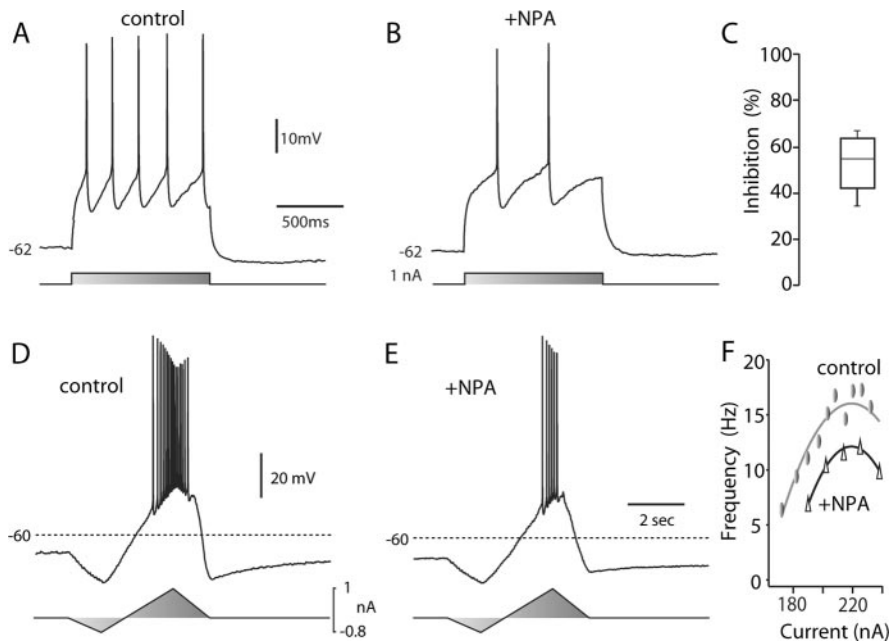 A
control
10mV
500ms
-62
B
+NPA
-62
1 nA
C
100
80
60
40
20
0
Inhibition (%)
D
control
20 mV
-60
1
nA
-0.8
E
+NPA
2 sec
-60
F
20
15
10
5
0
Frequency (Hz)
control
+NPA
180
220
Current (nA)